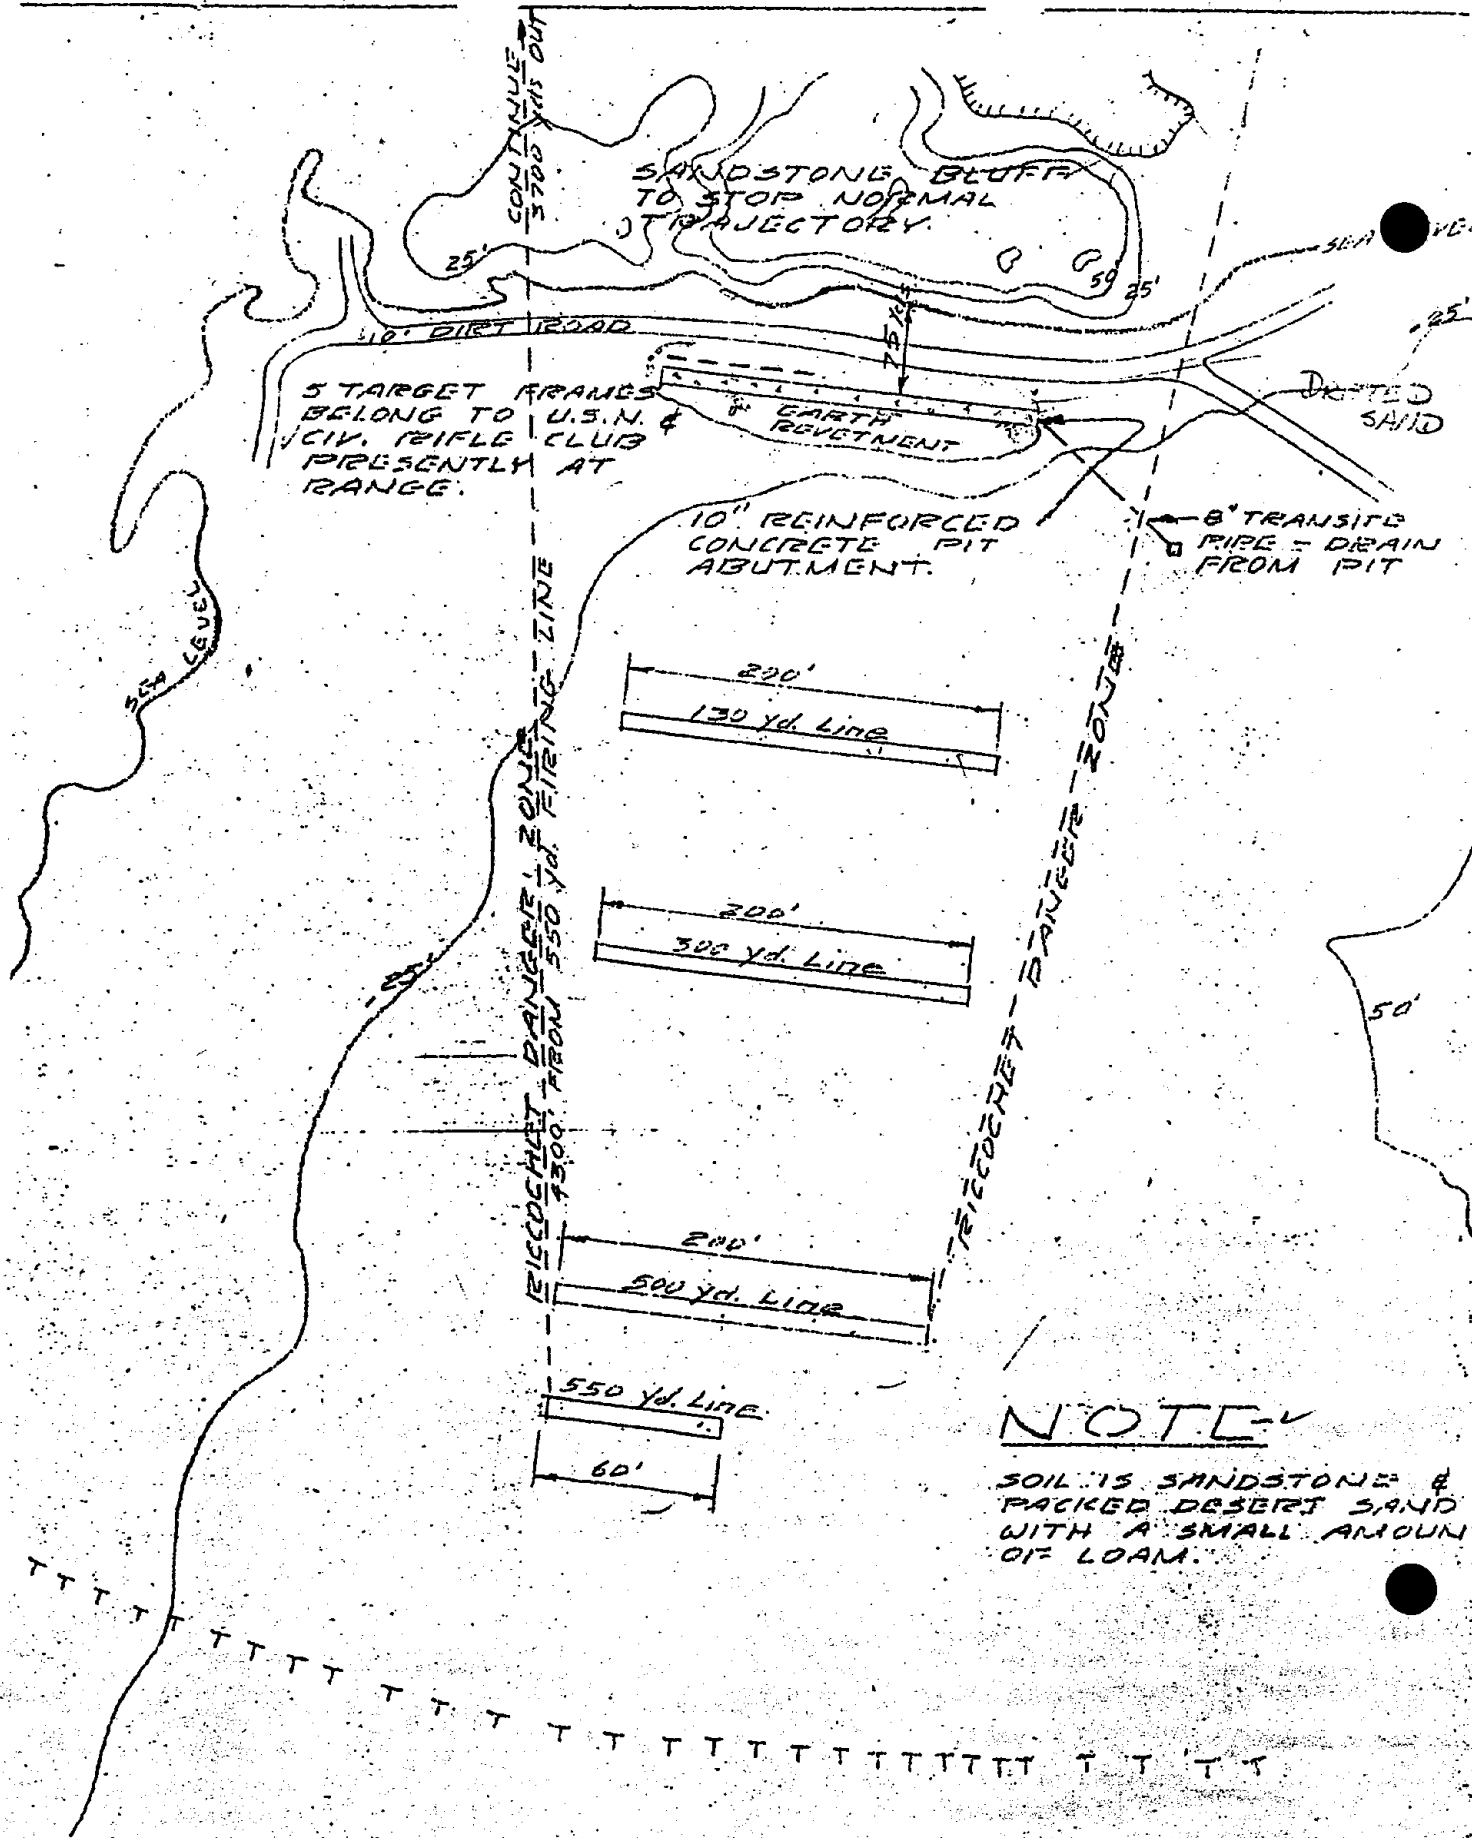 CONTINUE
3700 YDS OUT
SANDSTONE BLUFF
TO STOP NORMAL
TRAJECTORY.
SEA
25'
50'
25'
10' DIRT ROAD
25'
5 TARGET FRAMES
BELONG TO U.S.N. &
CIV. RIFLE CLUB
PRESENTLY AT
RANGE.
EARTH
REVETMENT
DRIFTED
SAND
10" REINFORCED
CONCRETE PIT
ABUTMENT.
8" TRANSITE
PIPE - DRAIN
FROM PIT
SEA LEVEL
200'
130 yd. Line
200'
300 yd. Line
25'
50'
RICCOCHET DANGER ZONE
4300' FROM 550 yd. FIRING LINE
RICCOCHET DANGER ZONE
200'
500 yd. Line
550 yd. Line
60'
NOTE
SOIL IS SANDSTONE &
PACKED DESERT SAND
WITH A SMALL AMOUN
OF LOAM.
T T T T T T T T T T T T T T T T T T T T T T T T T T T